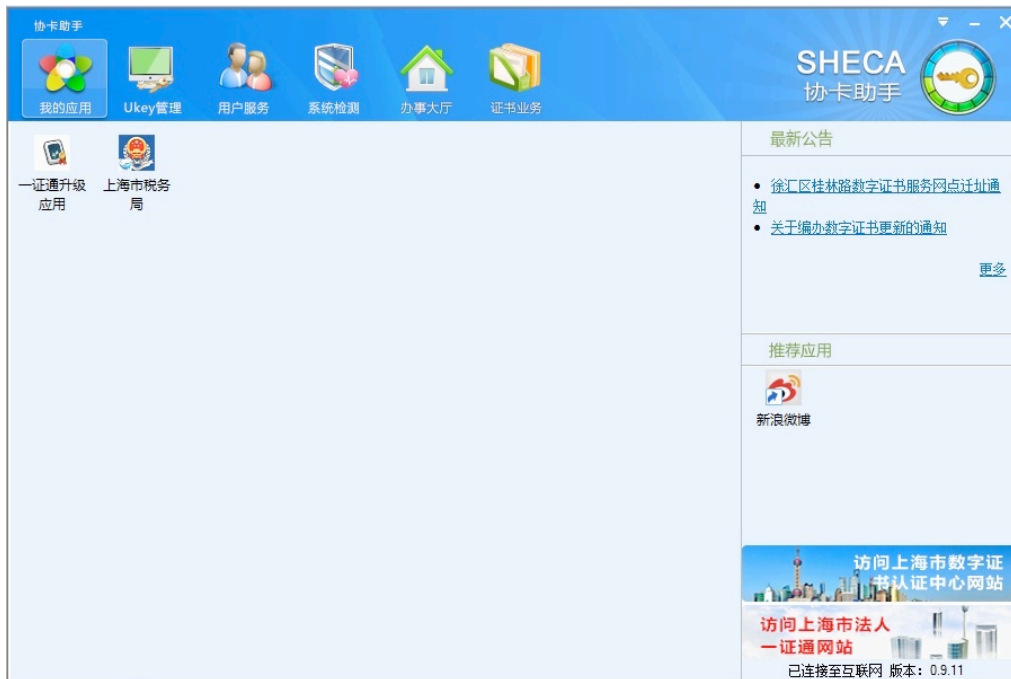 协卡助手
我的应用
Ukey管理
用户服务
系统检测
办事大厅
证书业务
SHECA
协卡助手
一证通升级
应用
上海市税务
局
最新公告
徐汇区桂林路数字证书服务网点迁址通
知
关于编办数字证书更新的通知
更多
推荐应用
新浪微博
访问上海市数字证
书认证中心网站
访问上海市法人
一证通网站
已连接至互联网 版本：0.9.11